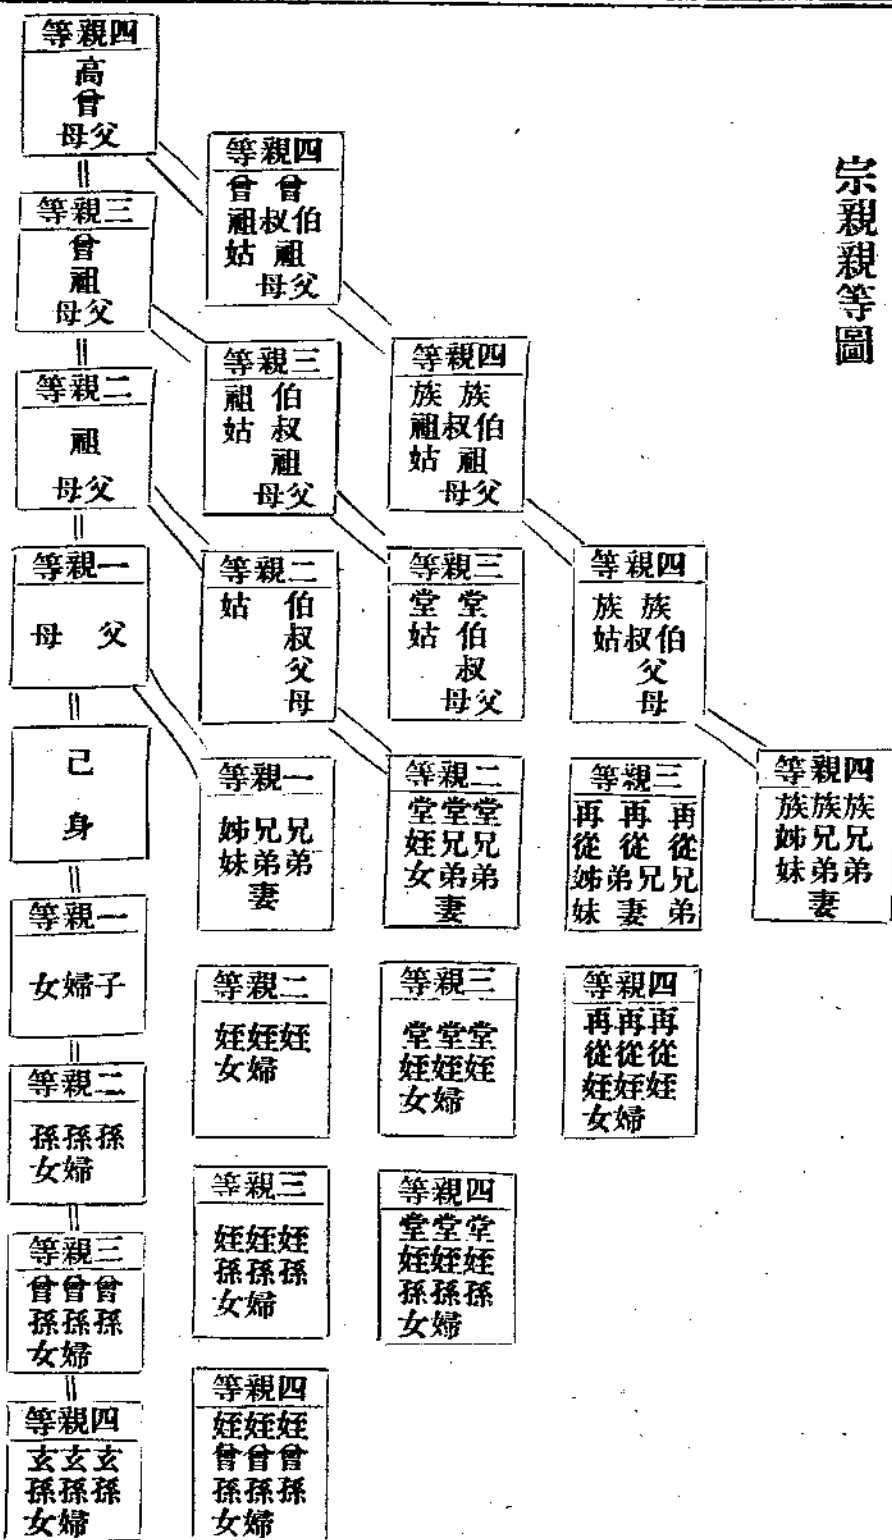 宗親親等圖
四親等
高曾父母
三親等
曾祖父母
二親等
祖父母
一親等
父
母
己身
一親等
子
婦
女
二親等
孫
孫婦
孫女
三親等
曾孫
曾孫婦
曾孫女
四親等
玄孫
玄孫婦
玄孫女
四親等
曾伯叔祖父母
曾祖姑
三親等
伯叔祖父母
祖姑
二親等
伯叔父母
姑
一親等
兄弟
兄弟妻
姊妹
二親等
姪
姪婦
姪女
三親等
姪孫
姪孫婦
姪孫女
四親等
姪曾孫
姪曾孫婦
姪曾孫女
四親等
族伯叔祖父母
族祖姑
三親等
堂伯叔父母
堂姑
二親等
堂兄弟
堂兄弟妻
堂姪女
三親等
堂姪
堂姪婦
堂姪女
四親等
堂姪孫
堂姪孫婦
堂姪孫女
四親等
族伯叔父母
族姑
三親等
再從兄弟
再從兄弟妻
再從姊妹
四親等
再從姪
再從姪婦
再從姪女
四親等
族兄弟
族兄弟妻
族姊妹